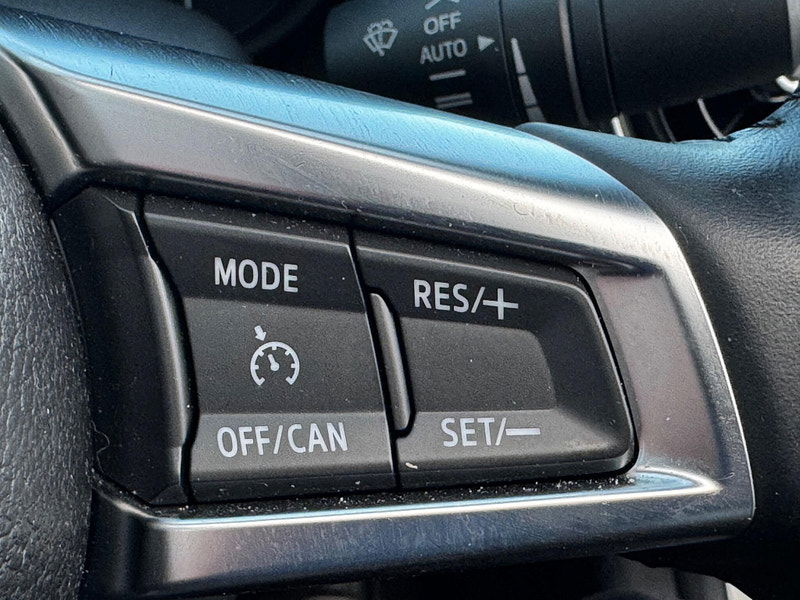 OFF
AUTO
MODE
RES/+
OFF/CAN
SET/−